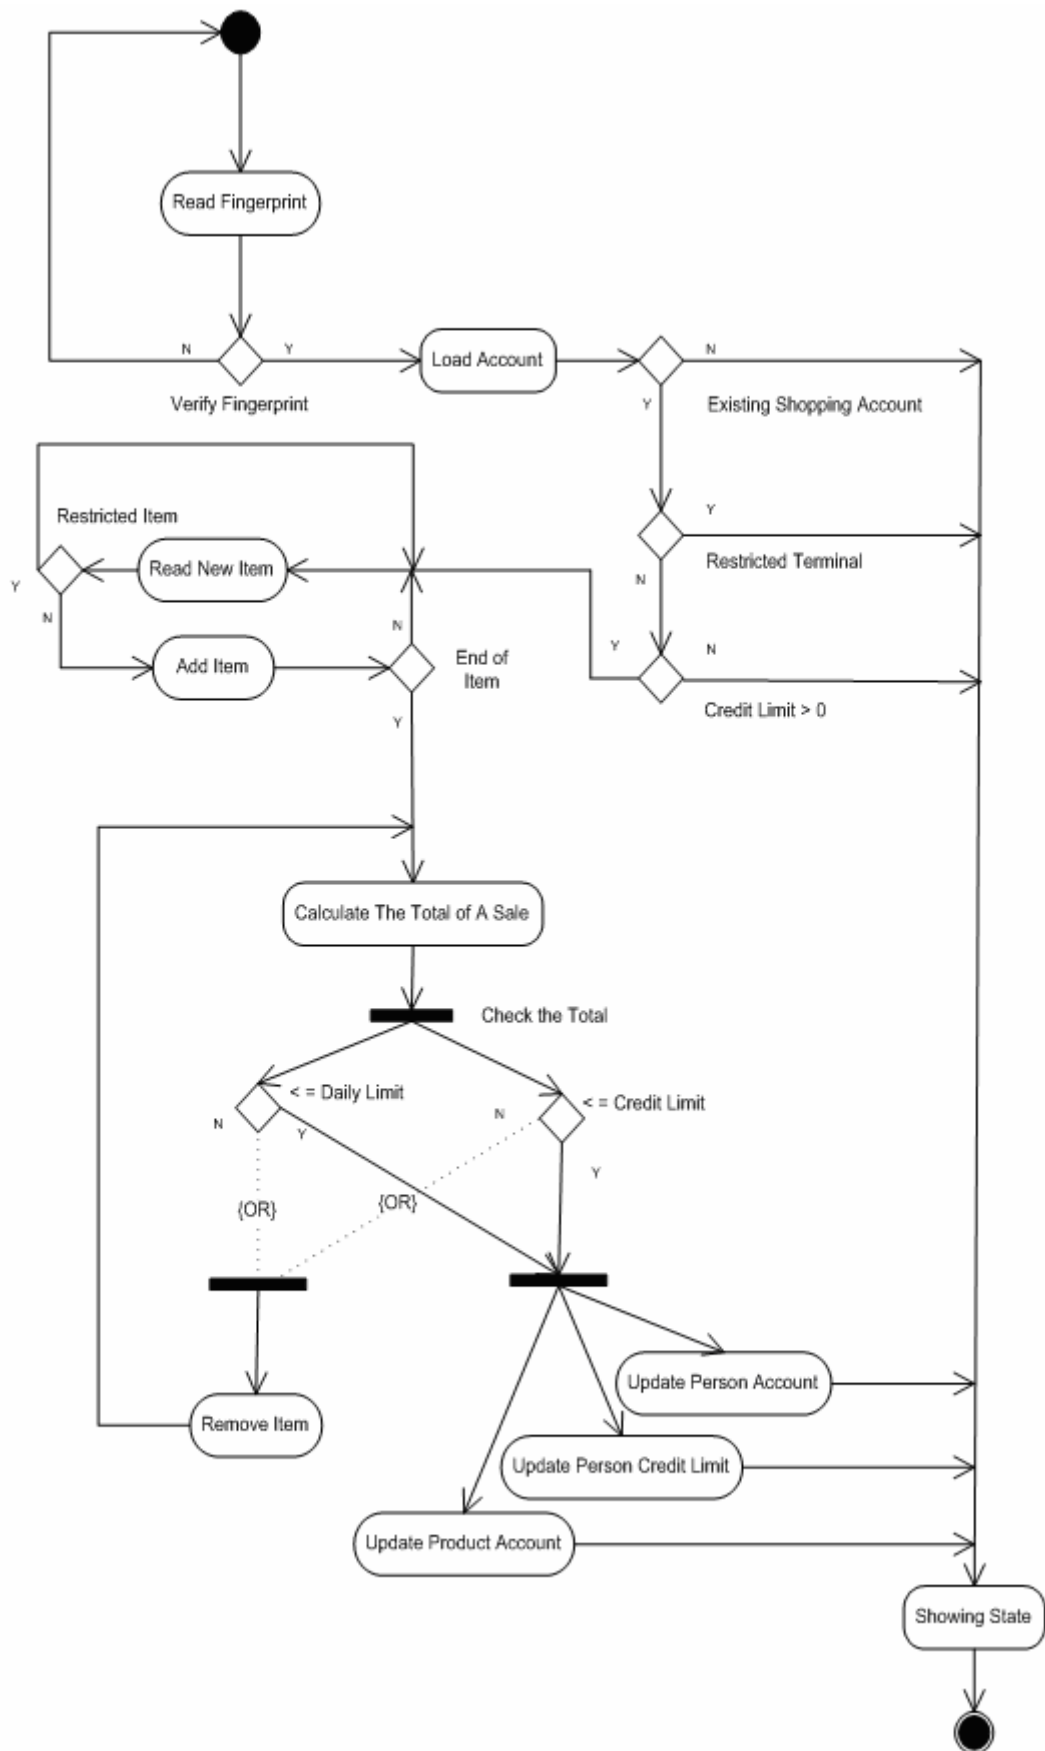 Read Fingerprint
N
Y
Load Account
N
Verify Fingerprint
Y
Existing Shopping Account
Restricted Item
Y
Restricted Terminal
Read New Item
Y
N
N
N
Y
N
Add Item
End of
Item
Credit Limit > 0
Y
Calculate The Total of A Sale
Check the Total
< = Daily Limit
< = Credit Limit
N
Y
N
Y
{OR}
{OR}
Update Person Account
Remove Item
Update Person Credit Limit
Update Product Account
Showing State